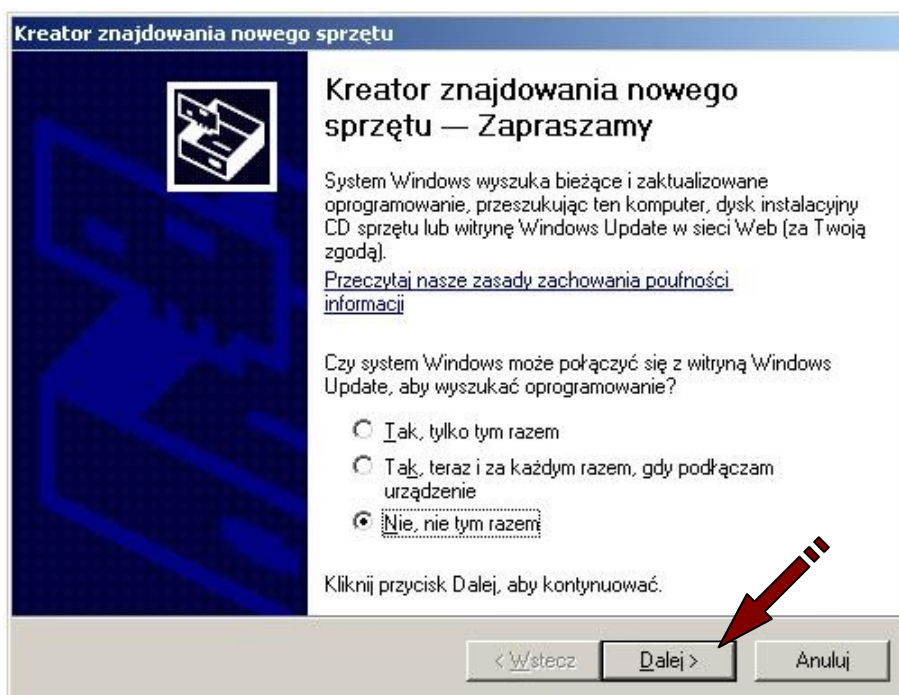 Kreator znajdowania nowego sprzętu
Kreator znajdowania nowego
sprzętu — Zapraszamy
System Windows wyszuka bieżące i zaktualizowane
oprogramowanie, przeszukując ten komputer, dysk instalacyjny
CD sprzętu lub witrynę Windows Update w sieci Web (za Twoją
zgodą).
Przeczytaj nasze zasady zachowania poufności
informacji
Czy system Windows może połączyć się z witryną Windows
Update, aby wyszukać oprogramowanie?
Tak, tylko tym razem
Tak, teraz i za każdym razem, gdy podłączam
urządzenie
Nie, nie tym razem
Kliknij przycisk Dalej, aby kontynuować.
< Wstecz Dalej > Anuluj